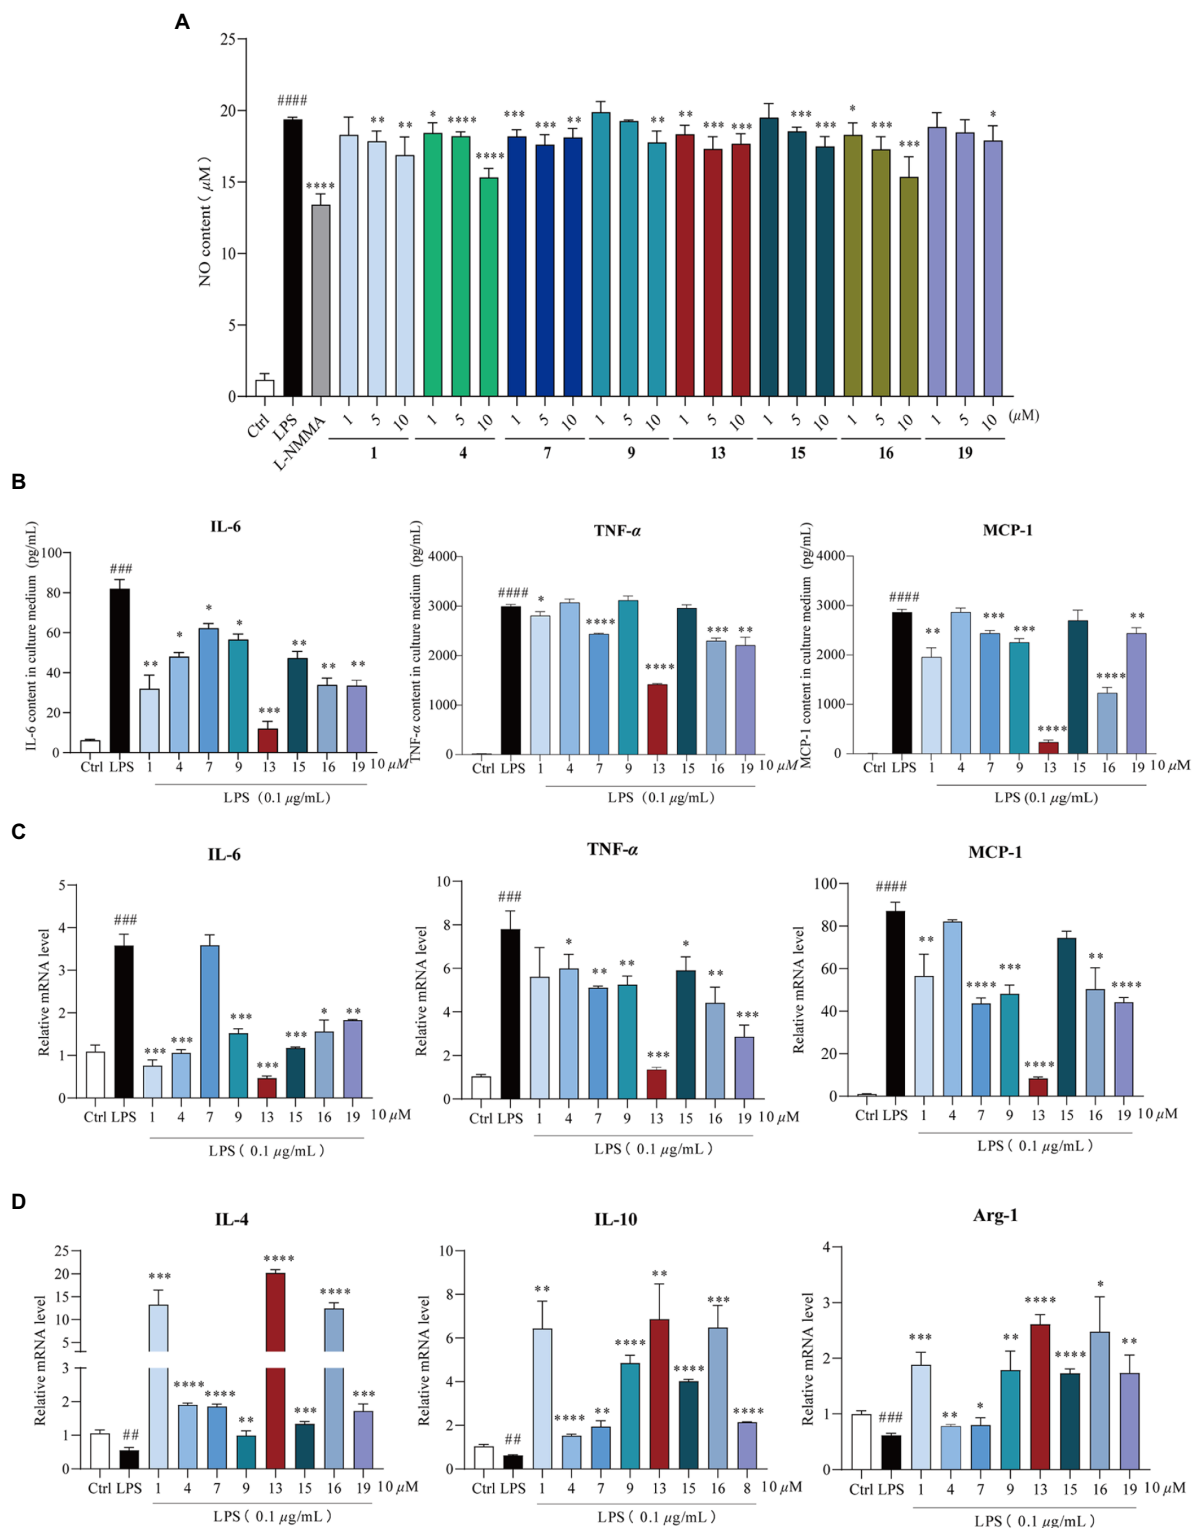 A
NO content ( μM )
25
20
15
10
5
0
####
****
** **
* **** ****
*** *** **
**
** *** ***
*** ***
* *** ***
*
Ctrl LPS L-NMMA 1 5 10 1 5 10 1 5 10 1 5 10 1 5 10 1 5 10 1 5 10 1 5 10 (μM)
1 4 7 9 13 15 16 19
B
IL-6
IL-6 content in culture medium (pg/mL)
100
80
60
40
20
0
### ** * * * *** ** ** **
Ctrl LPS 1 4 7 9 13 15 16 19 10 μM
LPS (0.1 μg/mL)
TNF-α
TNF-α content in culture medium (pg/mL)
4000
3000
2000
1000
0
#### * **** **** *** **
Ctrl LPS 1 4 7 9 13 15 16 19 10 μM
LPS (0.1 μg/mL)
MCP-1
MCP-1 content in culture medium (pg/mL)
4000
3000
2000
1000
0
#### ** *** *** **** **** **
Ctrl LPS 1 4 7 9 13 15 16 19 10 μM
LPS (0.1 μg/mL)
C
IL-6
Relative mRNA level
5
4
3
2
1
0
### *** *** *** *** *** * **
Ctrl LPS 1 4 7 9 13 15 16 19 10 μM
LPS ( 0.1 μg/mL )
TNF-α
Relative mRNA level
10
8
6
4
2
0
### * ** ** *** * ** ***
Ctrl LPS 1 4 7 9 13 15 16 19 10 μM
LPS ( 0.1 μg/mL )
MCP-1
Relative mRNA level
100
80
60
40
20
0
#### ** **** *** **** ** ****
Ctrl LPS 1 4 7 9 13 15 16 19 10 μM
LPS ( 0.1 μg/mL )
D
IL-4
Relative mRNA level
25
20
15
10
5
3
2
1
0
## *** **** **** ** **** *** **** ***
Ctrl LPS 1 4 7 9 13 15 16 19 10 μM
LPS ( 0.1 μg/mL )
IL-10
Relative mRNA level
10
8
6
4
2
0
## ** **** ** **** ** **** *** ****
Ctrl LPS 1 4 7 9 13 15 16 8 10 μM
LPS ( 0.1 μg/mL )
Arg-1
Relative mRNA level
4
3
2
1
0
### *** ** * ** **** **** * **
Ctrl LPS 1 4 7 9 13 15 16 19 10 μM
LPS ( 0.1 μg/mL )